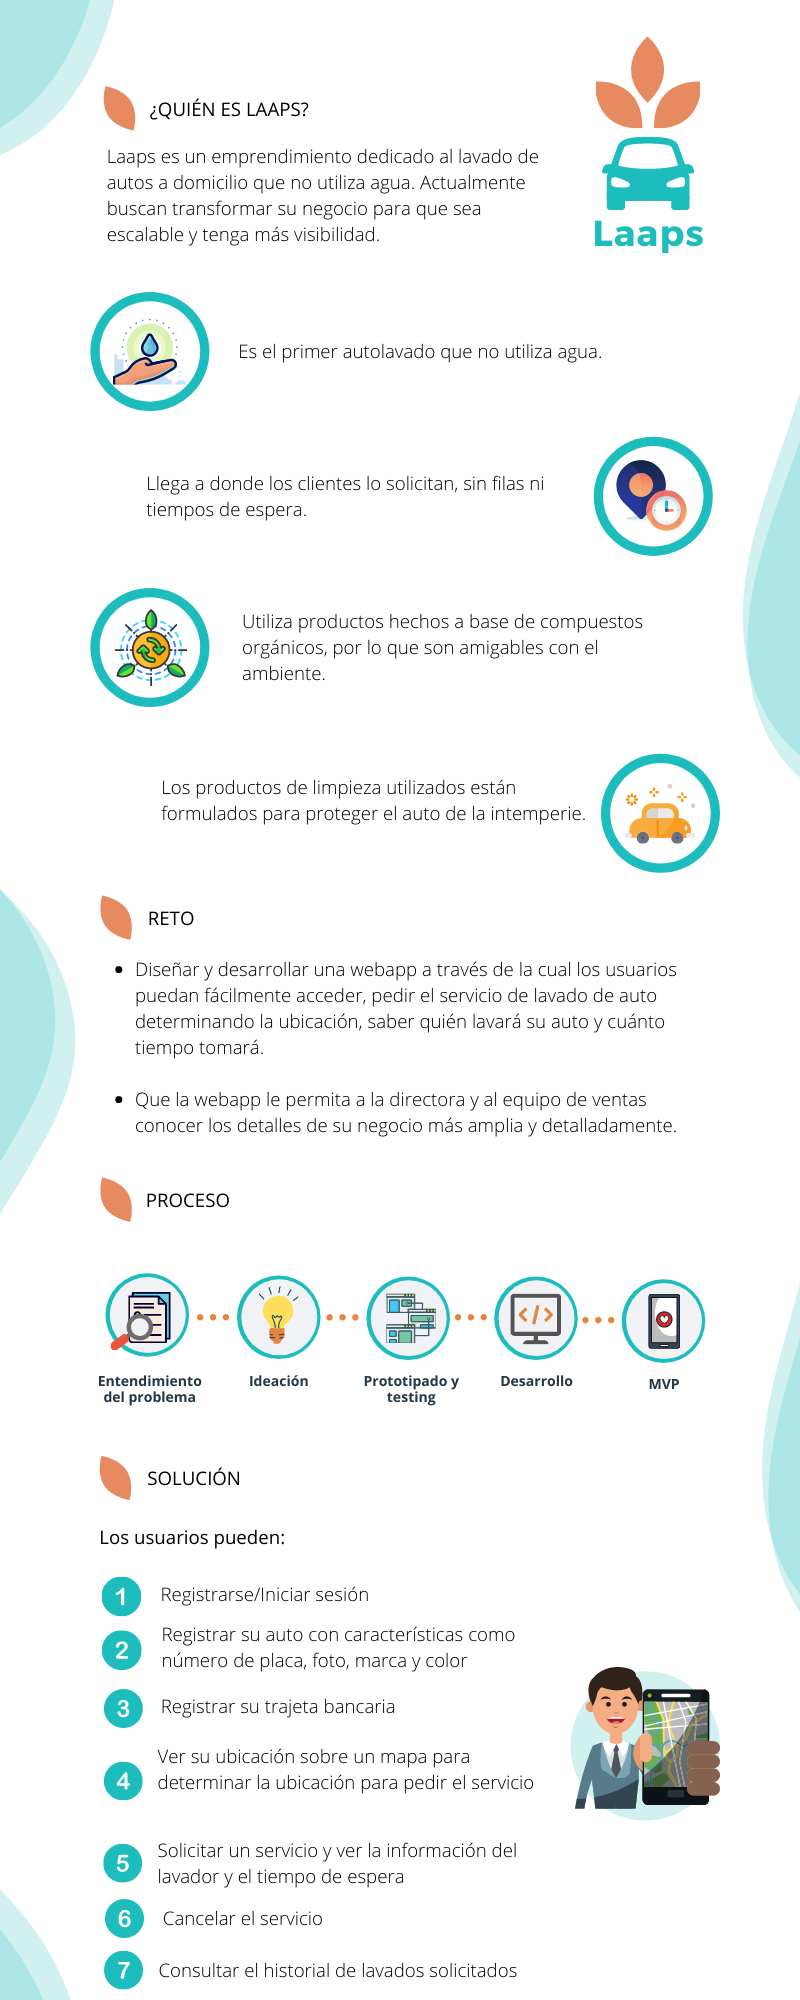 ¿QUIÉN ES LAAPS?
Laaps es un emprendimiento dedicado al lavado de
autos a domicilio que no utiliza agua. Actualmente
buscan transformar su negocio para que sea
escalable y tenga más visibilidad.
Laaps
Es el primer autolavado que no utiliza agua.
Llega a donde los clientes lo solicitan, sin filas ni
tiempos de espera.
Utiliza productos hechos a base de compuestos
orgánicos, por lo que son amigables con el
ambiente.
Los productos de limpieza utilizados están
formulados para proteger el auto de la intemperie.
RETO
• Diseñar y desarrollar una webapp a través de la cual los usuarios
puedan fácilmente acceder, pedir el servicio de lavado de auto
determinando la ubicación, saber quién lavará su auto y cuánto
tiempo tomará.
• Que la webapp le permita a la directora y al equipo de ventas
conocer los detalles de su negocio más amplia y detalladamente.
PROCESO
Entendimiento
del problema
Ideación
Prototipado y
testing
Desarrollo
MVP
SOLUCIÓN
Los usuarios pueden:
1 Registrarse/Iniciar sesión
2 Registrar su auto con características como
número de placa, foto, marca y color
3 Registrar su trajeta bancaria
4 Ver su ubicación sobre un mapa para
determinar la ubicación para pedir el servicio
5 Solicitar un servicio y ver la información del
lavador y el tiempo de espera
6 Cancelar el servicio
7 Consultar el historial de lavados solicitados